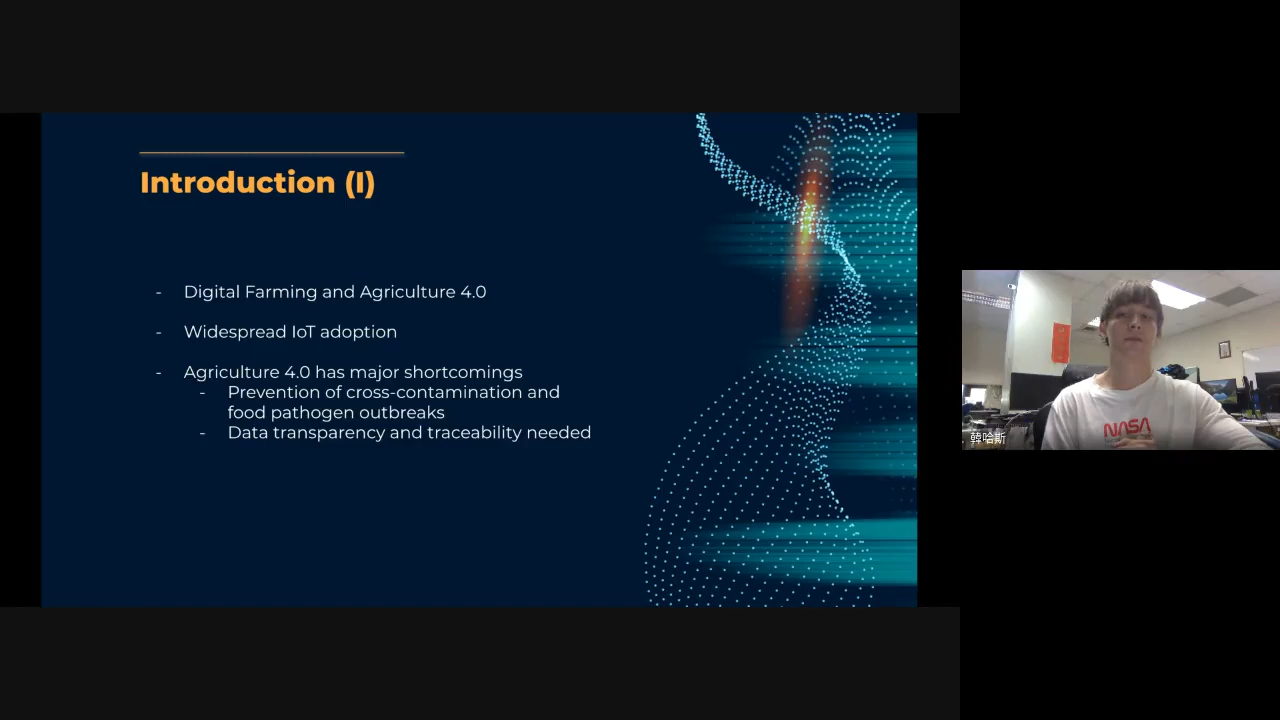 Introduction (I)
- Digital Farming and Agriculture 4.0
- Widespread IoT adoption
- Agriculture 4.0 has major shortcomings
- Prevention of cross-contamination and
food pathogen outbreaks
- Data transparency and traceability needed
NASA
韓哈斯